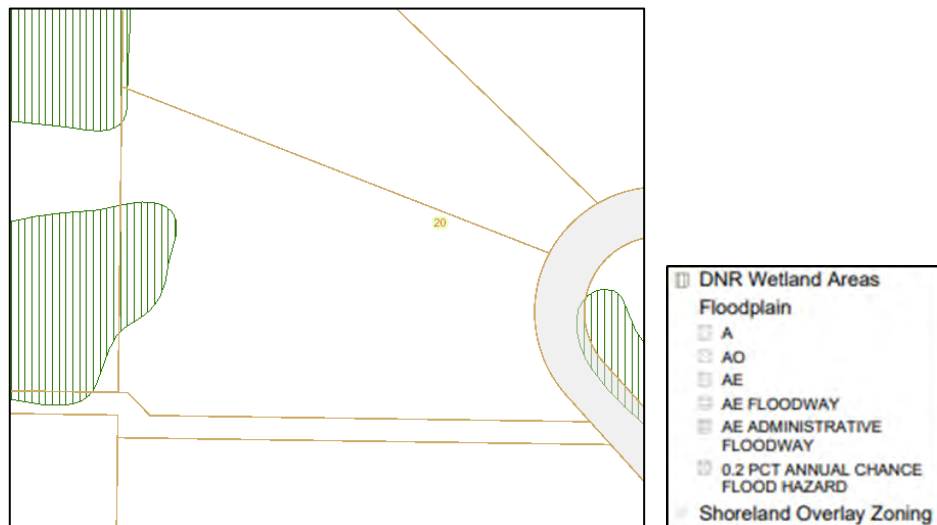 20
DNR Wetland Areas
Floodplain
A
AO
AE
AE FLOODWAY
AE ADMINISTRATIVE
FLOODWAY
0.2 PCT ANNUAL CHANCE
FLOOD HAZARD
Shoreland Overlay Zoning